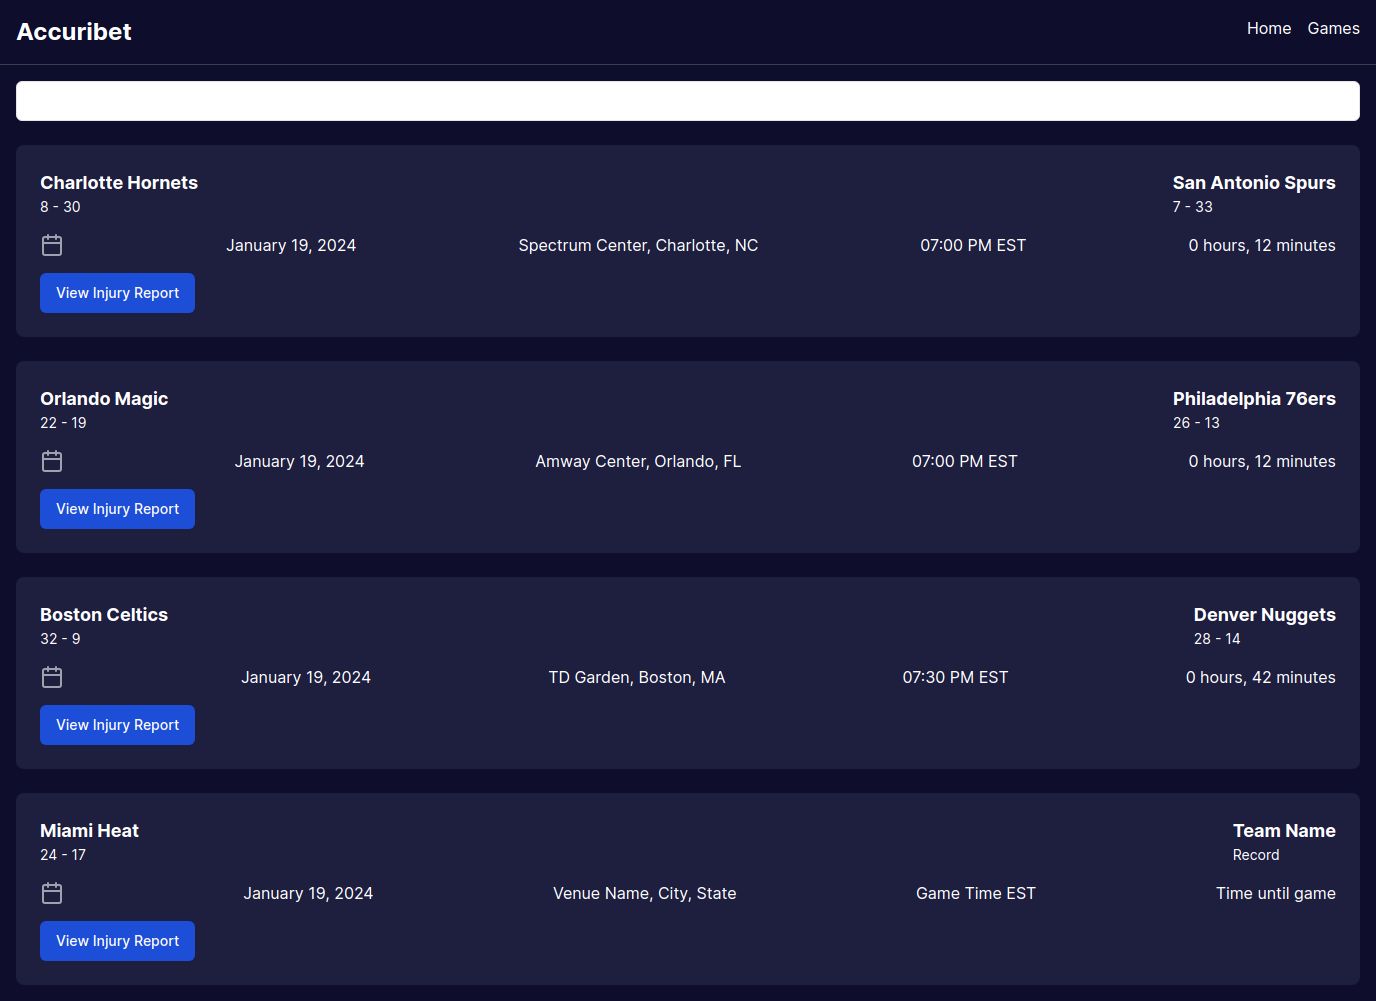 Accuribet
Home Games
Charlotte Hornets San Antonio Spurs
8 - 30 7 - 33
January 19, 2024 Spectrum Center, Charlotte, NC 07:00 PM EST 0 hours, 12 minutes
View Injury Report
Orlando Magic Philadelphia 76ers
22 - 19 26 - 13
January 19, 2024 Amway Center, Orlando, FL 07:00 PM EST 0 hours, 12 minutes
View Injury Report
Boston Celtics Denver Nuggets
32 - 9 28 - 14
January 19, 2024 TD Garden, Boston, MA 07:30 PM EST 0 hours, 42 minutes
View Injury Report
Miami Heat Team Name
24 - 17 Record
January 19, 2024 Venue Name, City, State Game Time EST Time until game
View Injury Report